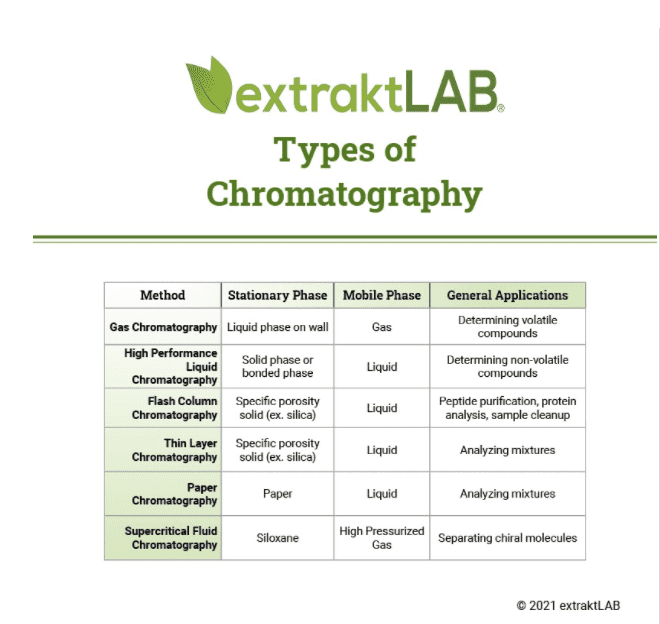 extraktLAB®
Types of
Chromatography
Method Stationary Phase Mobile Phase General Applications
Gas Chromatography Liquid phase on wall Gas Determining volatile
compounds
High Performance
Liquid
Chromatography Solid phase or
bonded phase Liquid Determining non-volatile
compounds
Flash Column
Chromatography Specific porosity
solid (ex. silica) Liquid Peptide purification, protein
analysis, sample cleanup
Thin Layer
Chromatography Specific porosity
solid (ex. silica) Liquid Analyzing mixtures
Paper
Chromatography Paper Liquid Analyzing mixtures
Supercritical Fluid
Chromatography Siloxane High Pressurized
Gas Separating chiral molecules
© 2021 extraktLAB